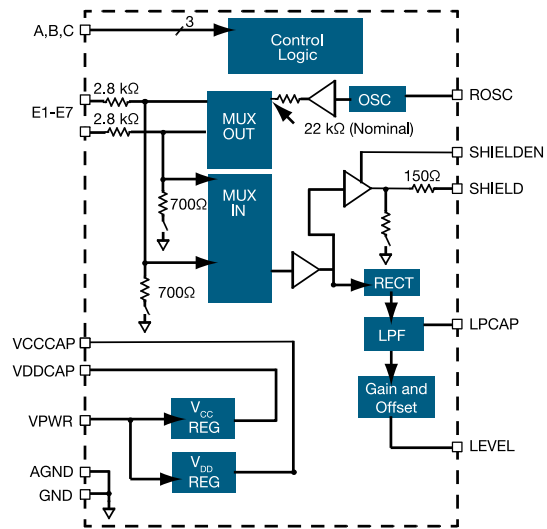 A,B,C
3
Control
Logic
2.8 kΩ
E1-E7
2.8 kΩ
MUX
OUT
OSC
ROSC
22 kΩ (Nominal)
SHIELDEN
MUX
IN
700Ω
150Ω
SHIELD
700Ω
RECT
LPF
LPCAP
VCCCAP
VDDCAP
Gain and
Offset
VPWR
VCC
REG
LEVEL
VDD
REG
AGND
GND